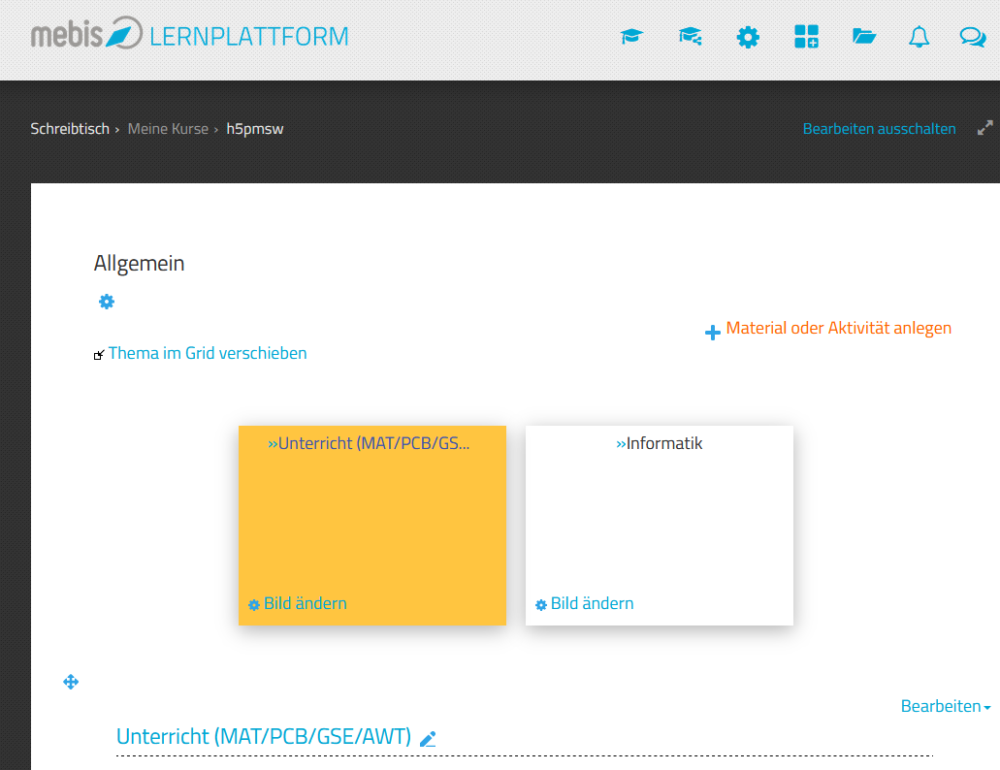 mebis LERNPLATTFORM
Schreibtisch › Meine Kurse › h5pmsw
Bearbeiten ausschalten
Allgemein
Material oder Aktivität anlegen
Thema im Grid verschieben
»Unterricht (MAT/PCB/GS...
»Informatik
Bild ändern
Bild ändern
Bearbeiten
Unterricht (MAT/PCB/GSE/AWT)